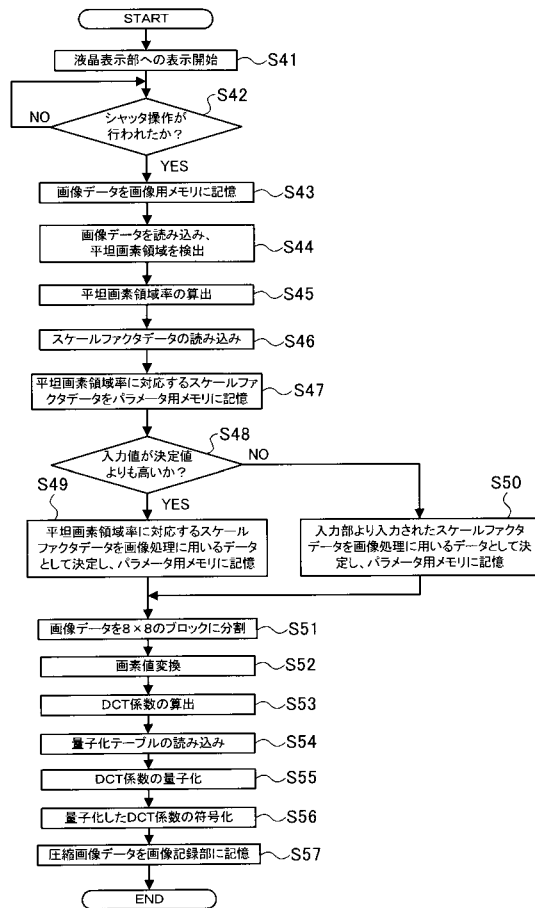 START
液晶表示部への表示開始
S41
S42
シャッタ操作が
行われたか?
NO
YES
画像データを画像用メモリに記憶
S43
画像データを読み込み、
平坦画素領域を検出
S44
平坦画素領域率の算出
S45
スケールファクタデータの読み込み
S46
平坦画素領域率に対応するスケールファ
クタデータをパラメータ用メモリに記憶
S47
S48
入力値が決定値
よりも高いか?
NO
YES
S49
平坦画素領域率に対応するスケール
ファクタデータを画像処理に用いるデータ
として決定し、パラメータ用メモリに記憶
S50
入力部より入力されたスケールファクタ
データを画像処理に用いるデータとして決
定し、パラメータ用メモリに記憶
画像データを8×8のブロックに分割
S51
画素値変換
S52
DCT係数の算出
S53
量子化テーブルの読み込み
S54
DCT係数の量子化
S55
量子化したDCT係数の符号化
S56
圧縮画像データを画像記録部に記憶
S57
END